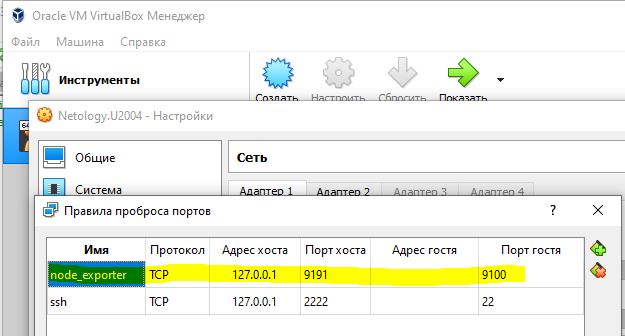 Oracle VM VirtualBox Менеджер
Файл Машина Справка
Инструменты
Создать Настроить Сбросить Показать
Netology.U2004 - Настройки
Общие
Система
Сеть
Адаптер 1 Адаптер 2 Адаптер 3 Адаптер 4
Правила проброса портов
Имя Протокол Адрес хоста Порт хоста Адрес гостя Порт гостя
node_exporter TCP 127.0.0.1 9191 9100
ssh TCP 127.0.0.1 2222 22